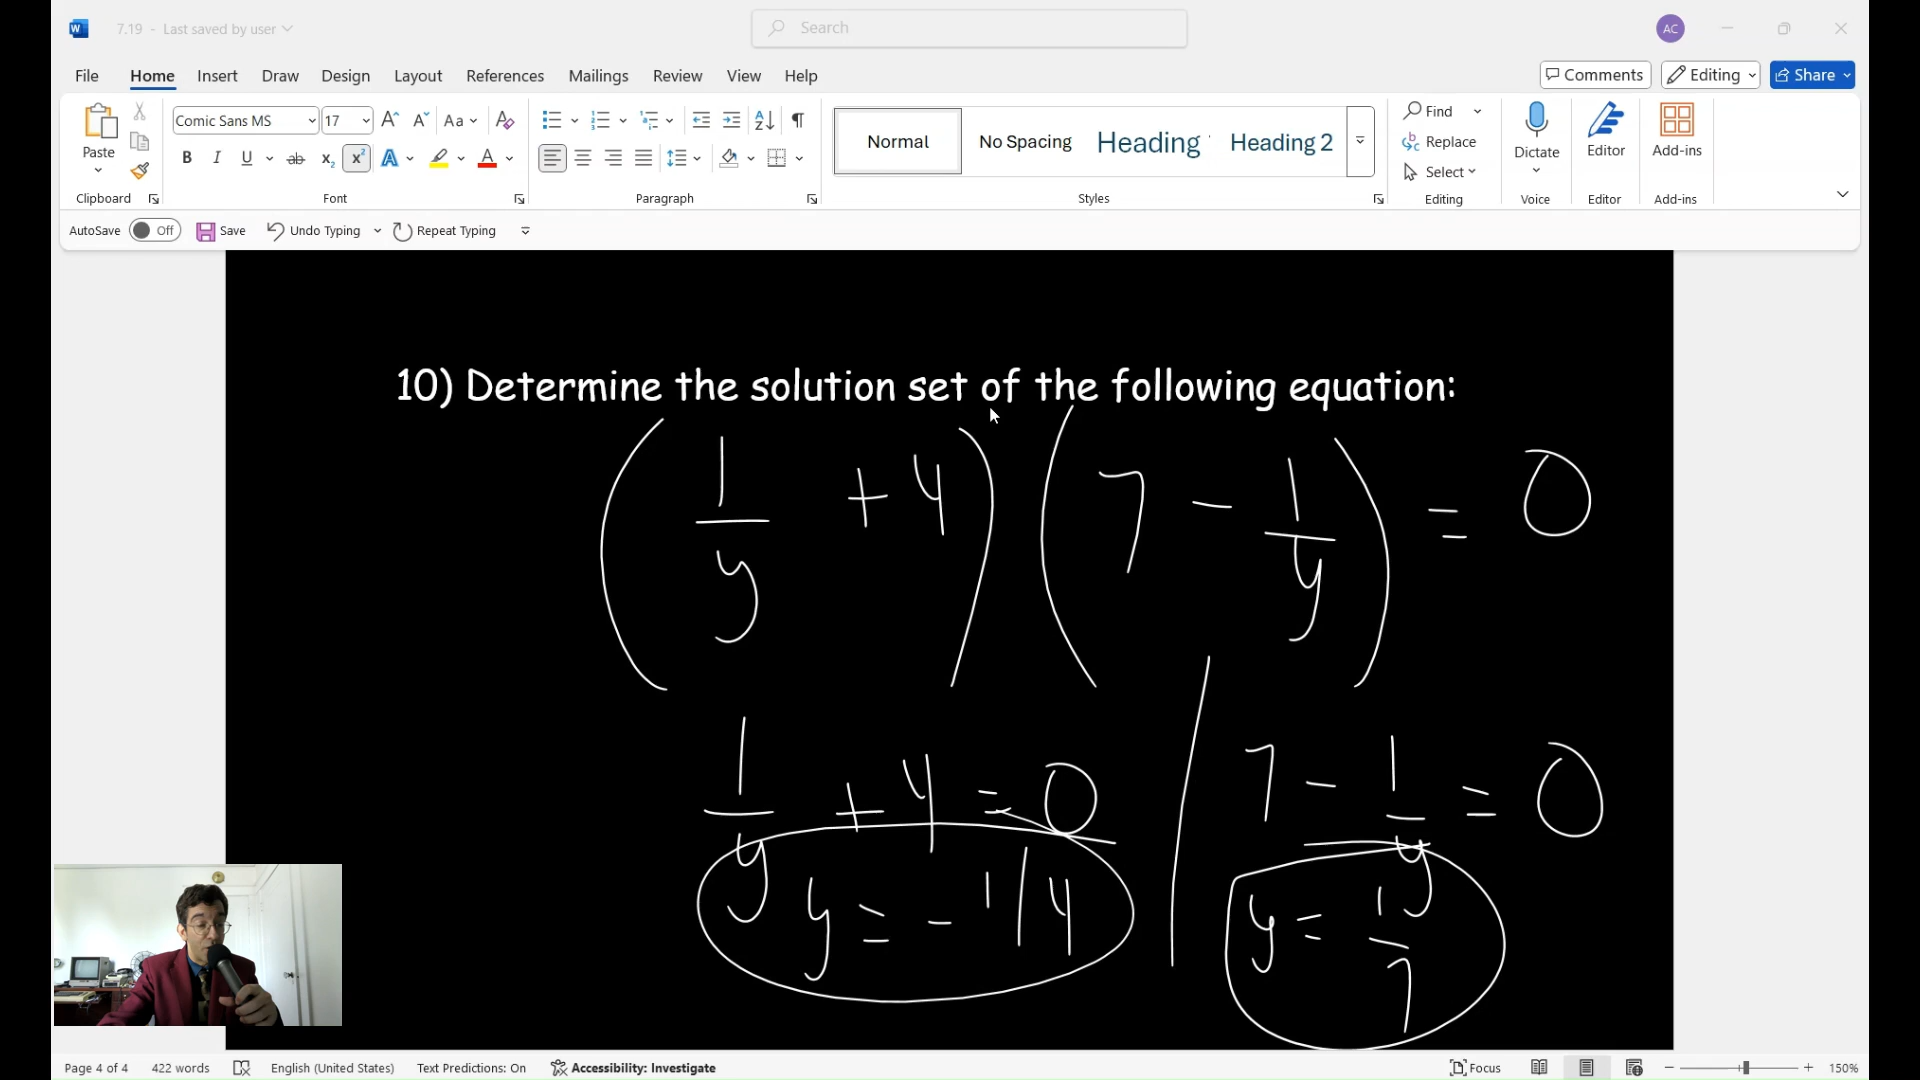 7.19 - Last saved by user
Search
AC
File Home Insert Draw Design Layout References Mailings Review View Help
Comments Editing Share
Paste
Clipboard
Comic Sans MS 17
Font
Paragraph
Normal No Spacing Heading Heading 2
Styles
Find
Replace
Select
Editing
Dictate
Voice
Editor
Editor
Add-ins
Add-ins
AutoSave Off Save Undo Typing Repeat Typing
10) Determine the solution set of the following equation:
(1/y + 4)(7 - 1/y) = 0
1/y + 4 = 0 | 7 - 1/y = 0
y = -1/4 y = 1/7
Page 4 of 4 422 words English (United States) Text Predictions: On Accessibility: Investigate Focus 150%